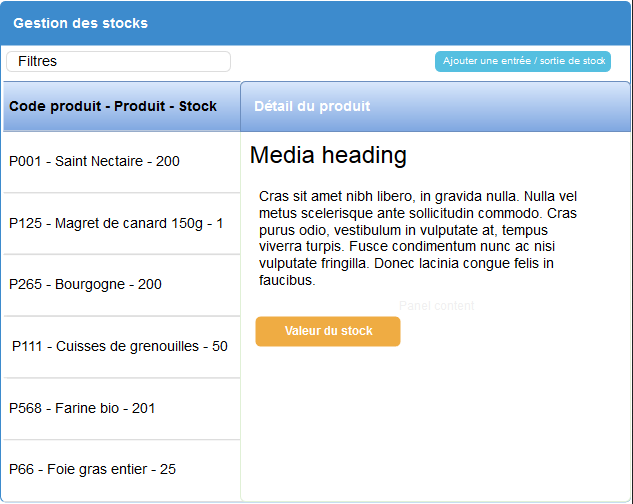 Gestion des stocks
Filtres
Ajouter une entrée / sortie de stock
Code produit - Produit - Stock
Détail du produit
P001 - Saint Nectaire - 200
P125 - Magret de canard 150g - 1
P265 - Bourgogne - 200
P111 - Cuisses de grenouilles - 50
P568 - Farine bio - 201
P66 - Foie gras entier - 25
Media heading
Cras sit amet nibh libero, in gravida nulla. Nulla vel
metus scelerisque ante sollicitudin commodo. Cras
purus odio, vestibulum in vulputate at, tempus
viverra turpis. Fusce condimentum nunc ac nisi
vulputate fringilla. Donec lacinia congue felis in
faucibus.
Panel content
Valeur du stock